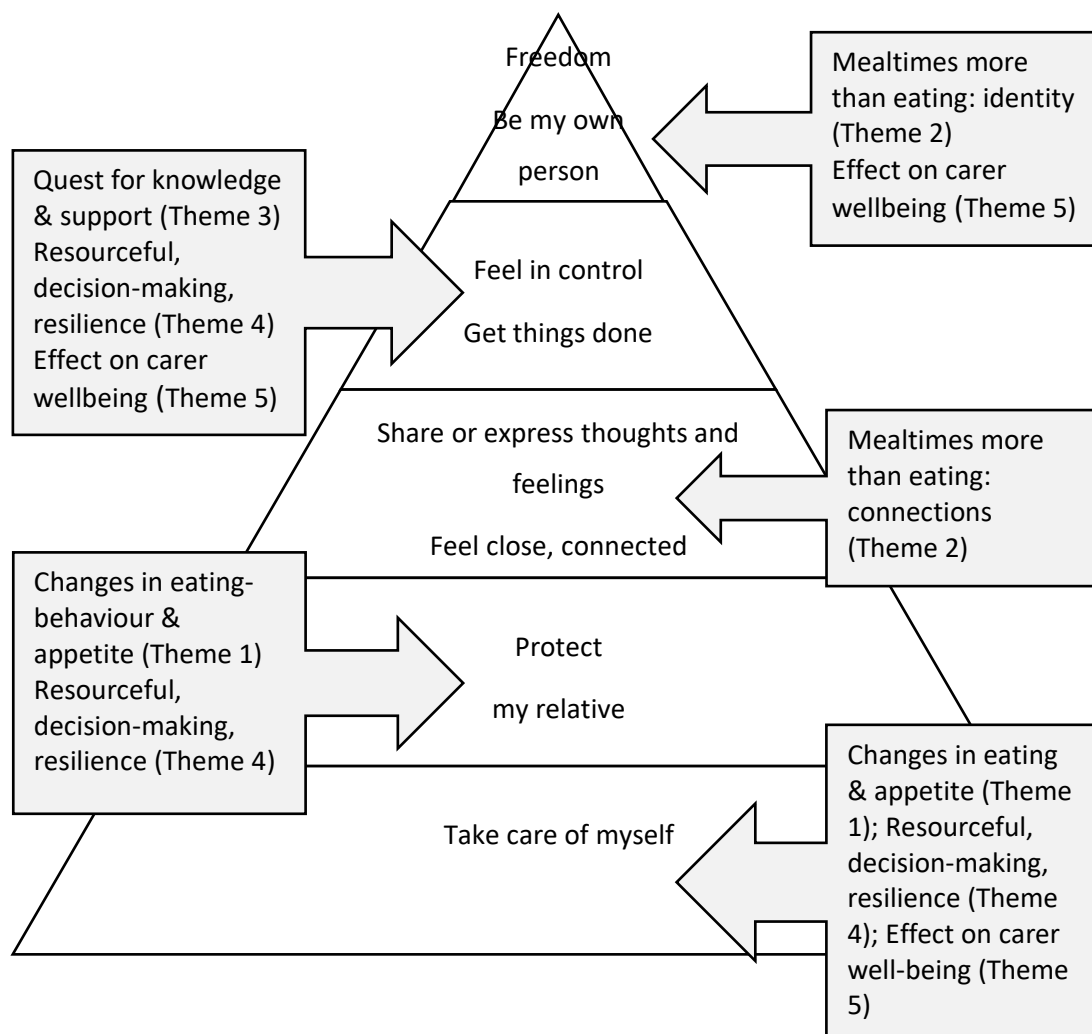 Freedom
Be my own
person
Mealtimes more
than eating: identity
(Theme 2)
Effect on carer
wellbeing (Theme 5)
Quest for knowledge
& support (Theme 3)
Resourceful,
decision-making,
resilience (Theme 4)
Effect on carer
wellbeing (Theme 5)
Feel in control
Get things done
Share or express thoughts and
feelings
Feel close, connected
Mealtimes more
than eating:
connections
(Theme 2)
Changes in eating-
behaviour &
appetite (Theme 1)
Resourceful,
decision-making,
resilience (Theme 4)
Protect
my relative
Take care of myself
Changes in eating
& appetite (Theme
1); Resourceful,
decision-making,
resilience (Theme
4); Effect on carer
well-being (Theme
5)